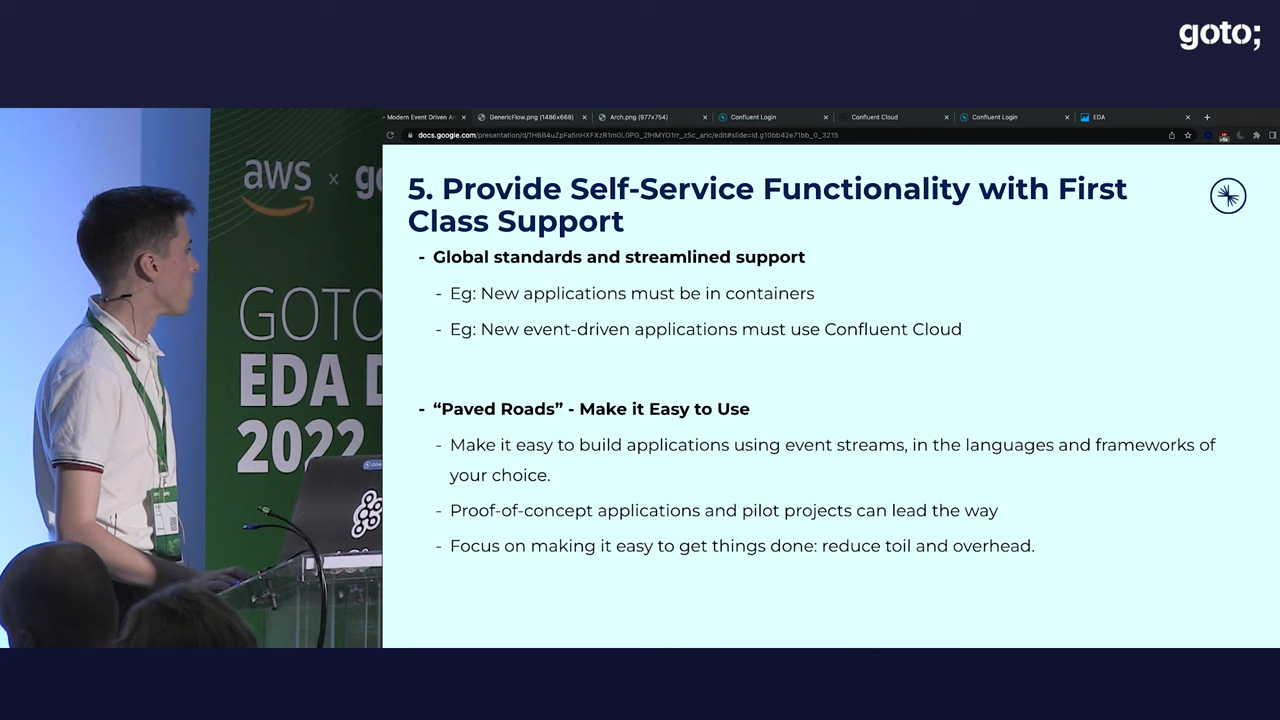 goto;
- Modern Event Driven Ar
GenericFlow.png (1486×668)
Arch.png (977×754)
Confluent Login
Confluent Cloud
Confluent Login
EDA
aws × go
GOTO
EDA D
2022
5. Provide Self-Service Functionality with First
Class Support
- Global standards and streamlined support
- Eg: New applications must be in containers
- Eg: New event-driven applications must use Confluent Cloud
- “Paved Roads” - Make it Easy to Use
- Make it easy to build applications using event streams, in the languages and frameworks of
your choice.
- Proof-of-concept applications and pilot projects can lead the way
- Focus on making it easy to get things done: reduce toil and overhead.